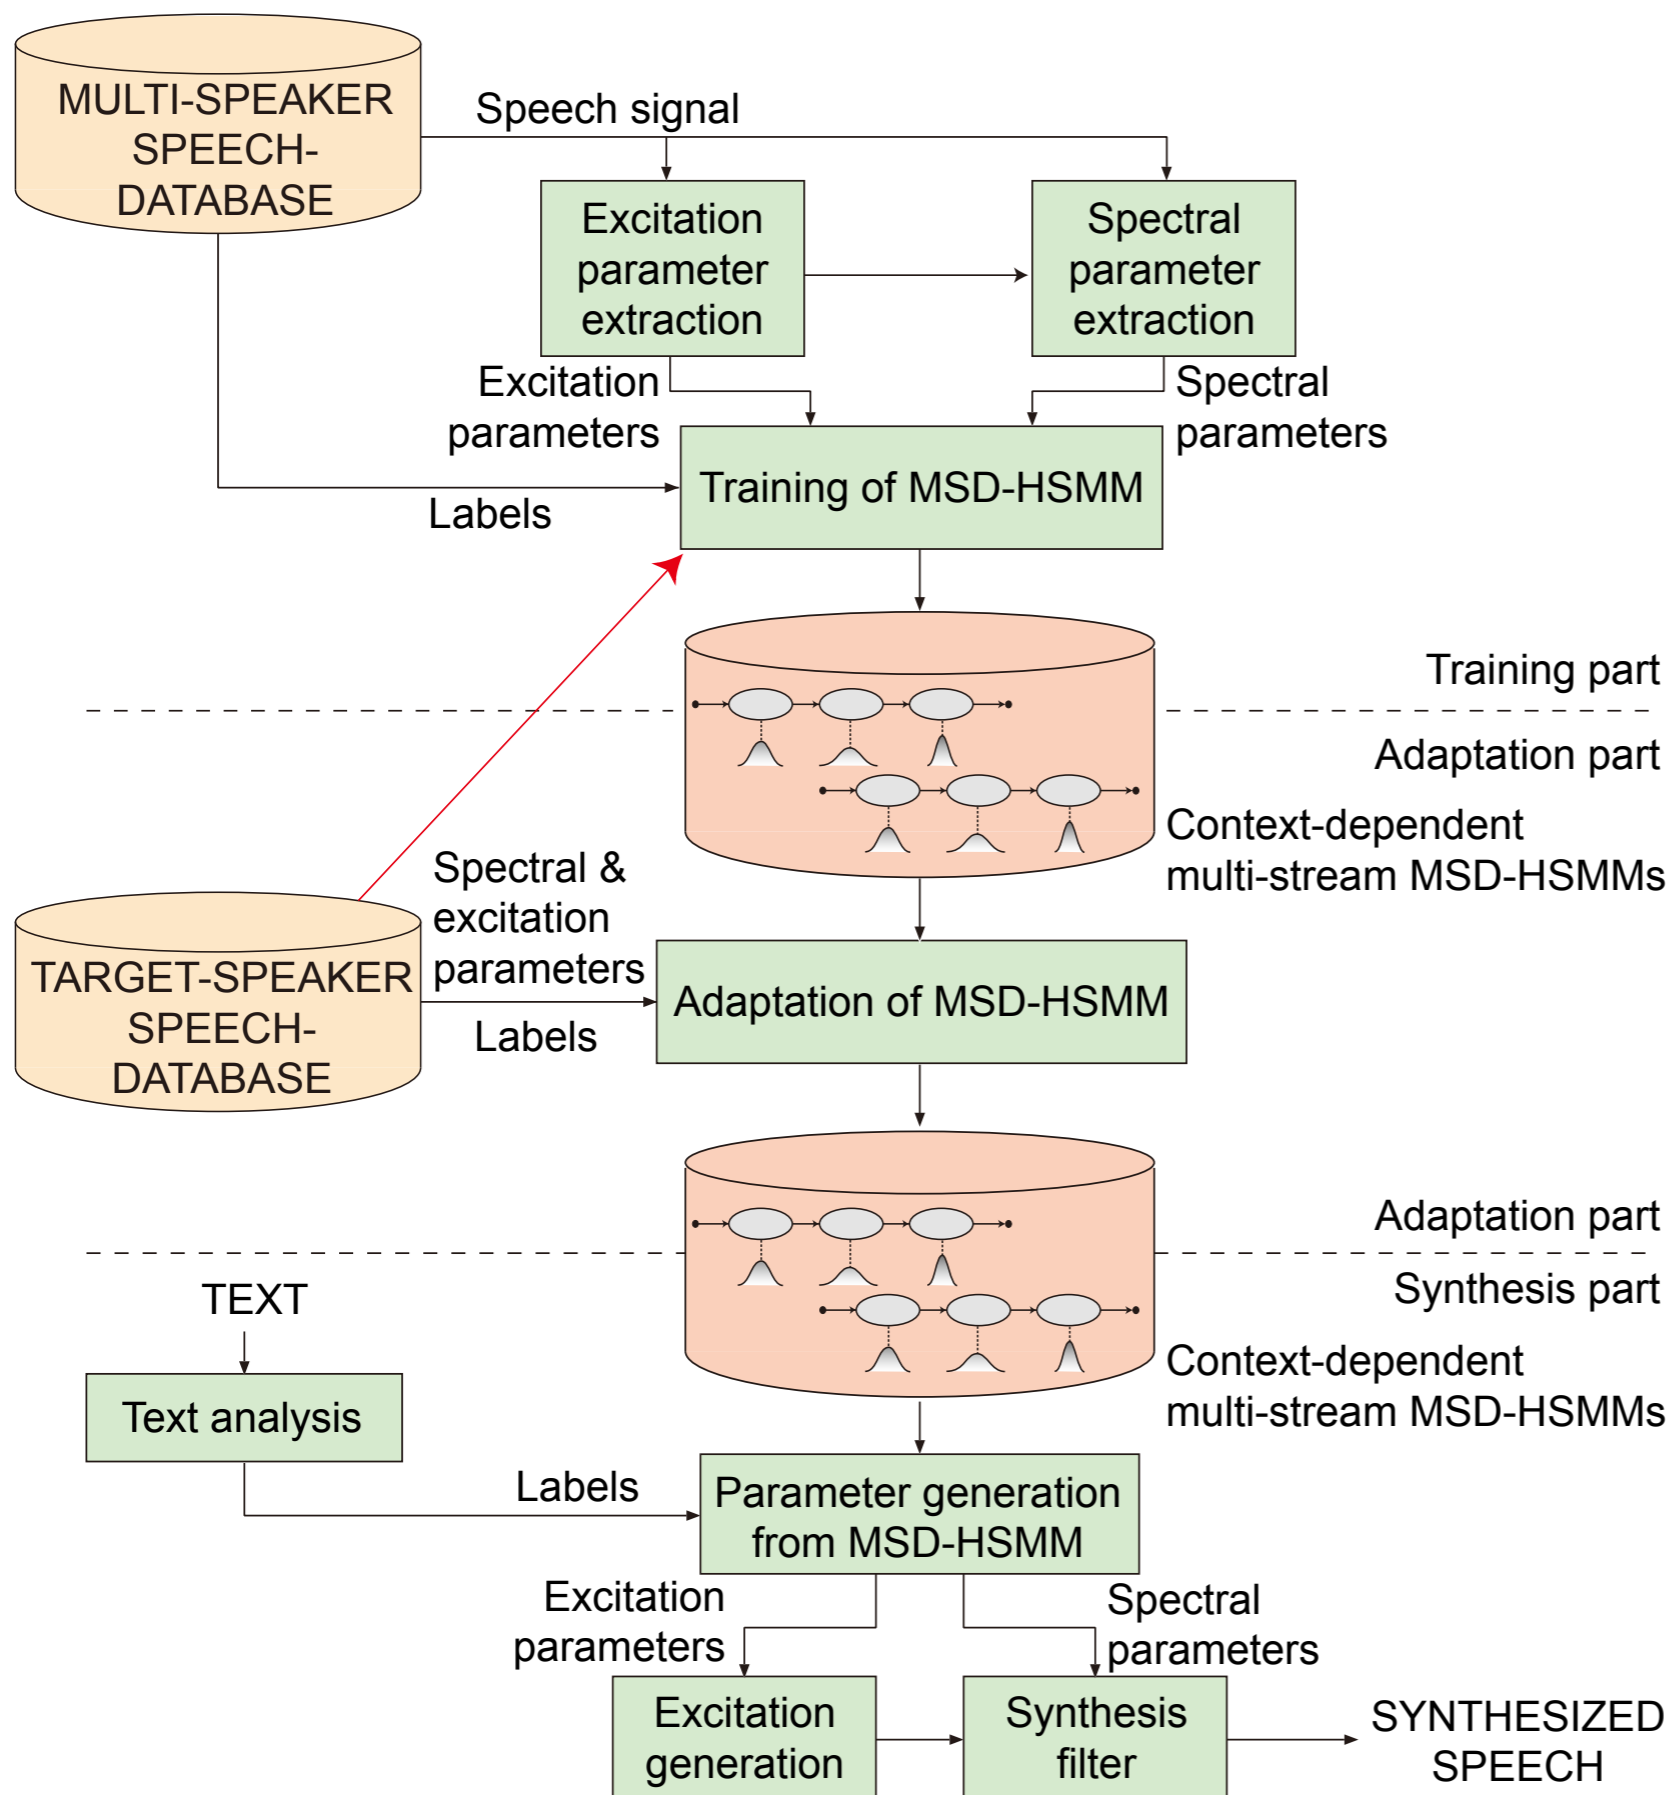 MULTI-SPEAKER
SPEECH-
DATABASE
Speech signal
Excitation
parameter
extraction
Spectral
parameter
extraction
Excitation
parameters
Spectral
parameters
Training of MSD-HSMM
Labels
Training part
Adaptation part
Context-dependent
multi-stream MSD-HSMMs
Spectral &
excitation
parameters
Labels
TARGET-SPEAKER
SPEECH-
DATABASE
Adaptation of MSD-HSMM
Adaptation part
Synthesis part
Context-dependent
multi-stream MSD-HSMMs
TEXT
Text analysis
Labels
Parameter generation
from MSD-HSMM
Excitation
parameters
Spectral
parameters
Excitation
generation
Synthesis
filter
SYNTHESIZED
SPEECH